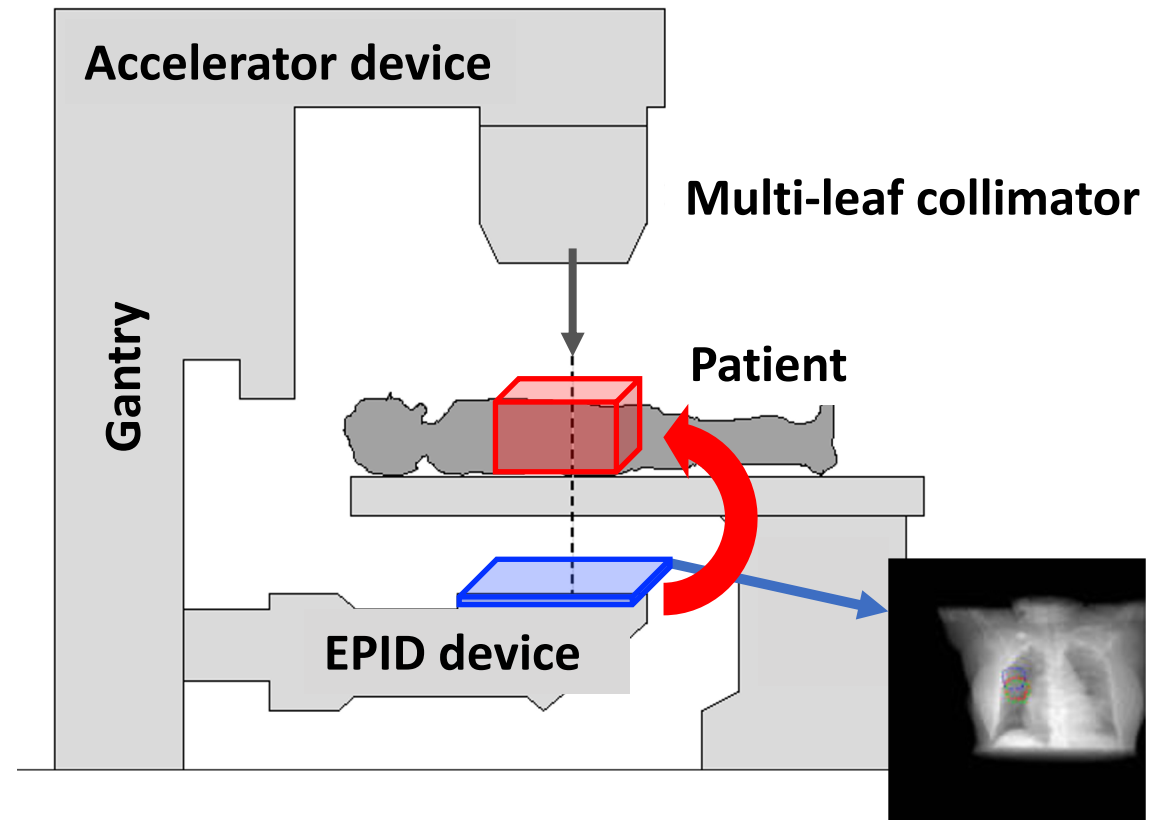 Accelerator device
Multi-leaf collimator
Gantry
Patient
EPID device